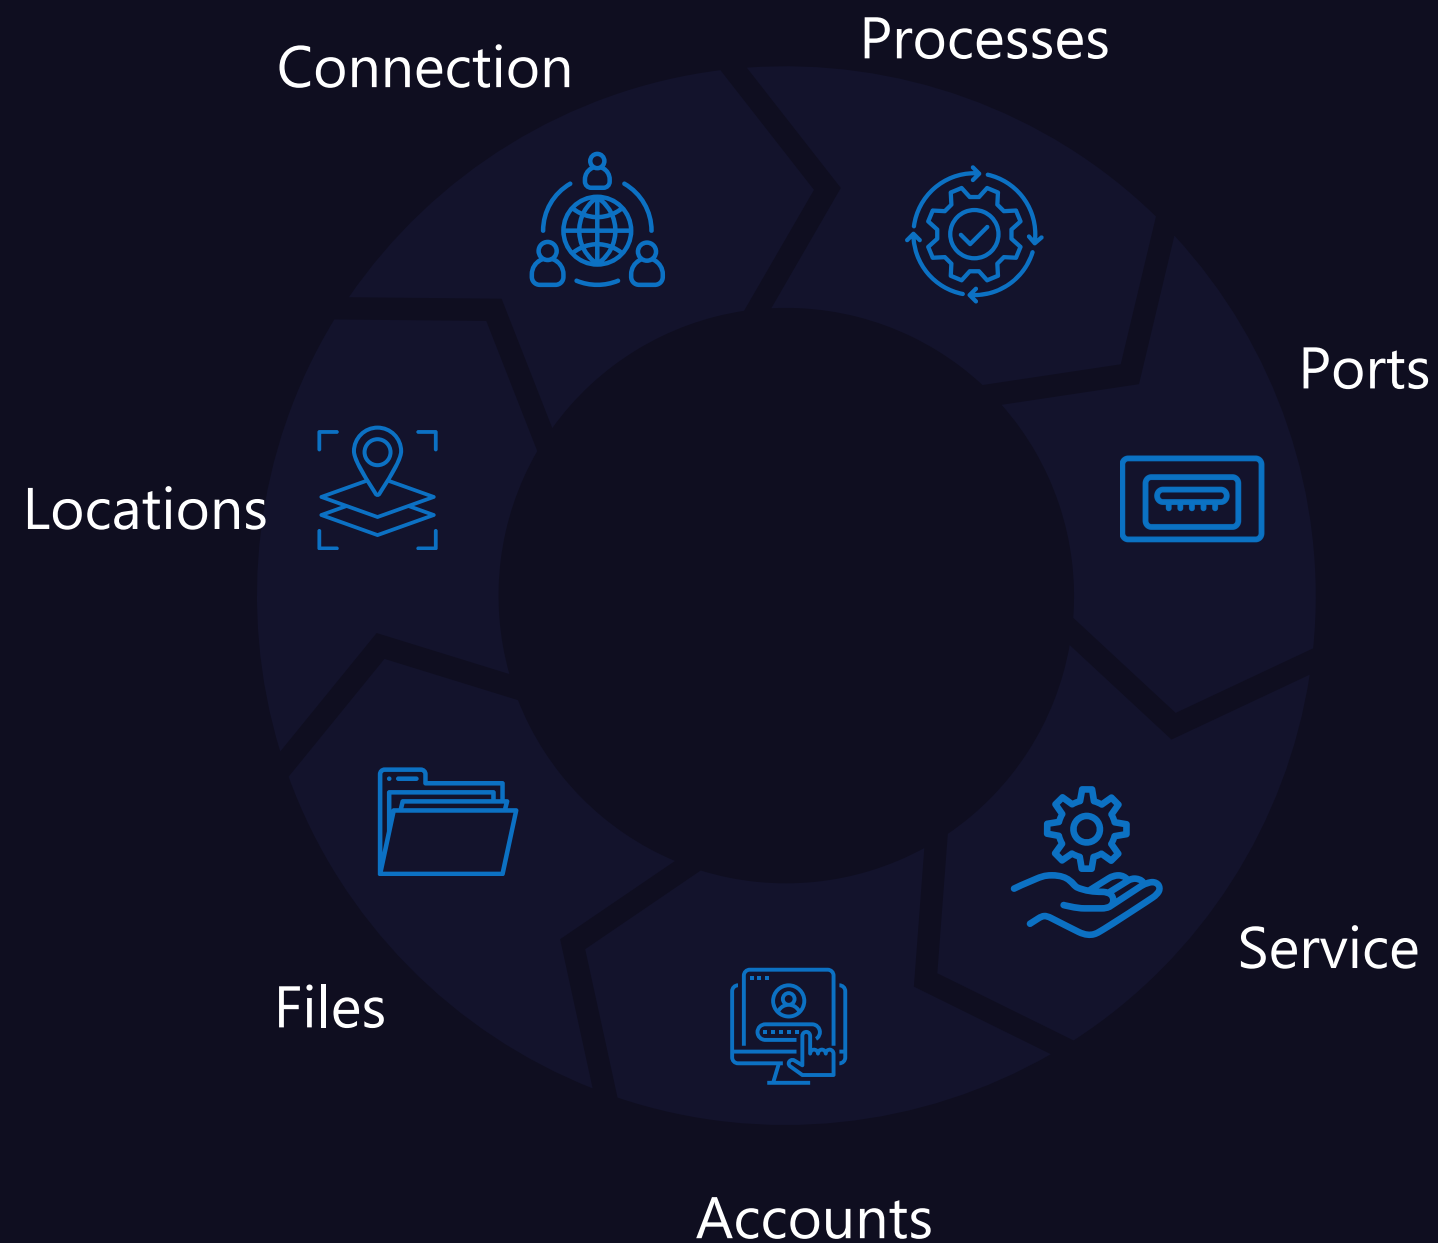 Processes
Connection
Ports
Locations
Service
Files
Accounts